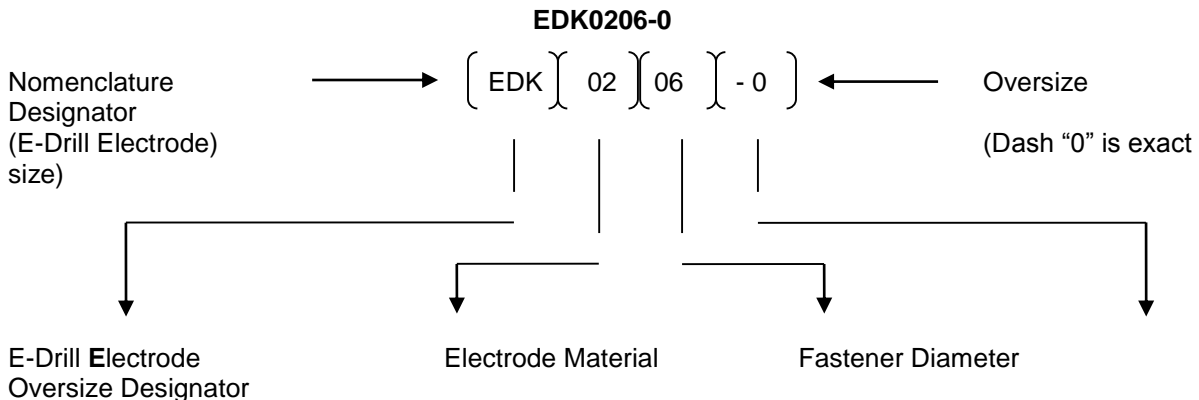 EDK0206-0
EDK 02 06 - 0
Nomenclature Oversize
Designator
(E-Drill Electrode) (Dash “0” is exact
size)
E-Drill Electrode Electrode Material Fastener Diameter
Oversize Designator